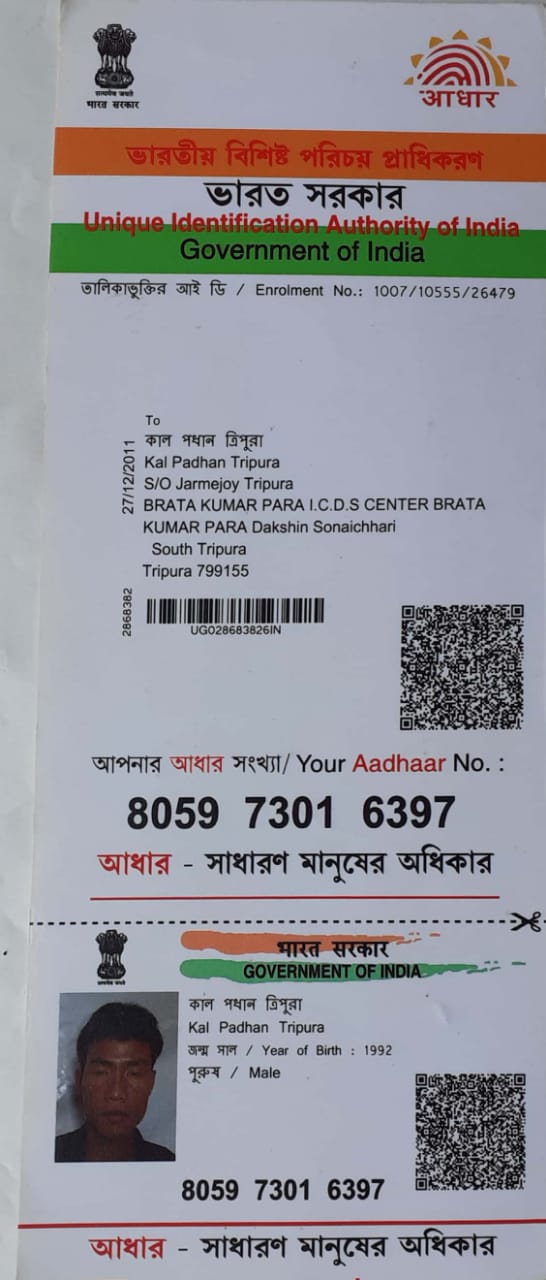 सत्यमेव जयते
भारत सरकार
आधार
ভারতীয় বিশিষ্ট পরিচয় প্রাধিকরণ
ভারত সরকার
Unique Identification Authority of India
Government of India
তালিকাভুক্তির আই ডি / Enrolment No.: 1007/10555/26479
To
কাল পধান ত্রিপুরা
Kal Padhan Tripura
S/O Jarmejoy Tripura
BRATA KUMAR PARA I.C.D.S CENTER BRATA
KUMAR PARA Dakshin Sonaichhari
South Tripura
Tripura 799155
27/12/2011
2868382
UG028683826IN
আপনার আধার সংখ্যা/ Your Aadhaar No. :
8059 7301 6397
আধার - সাধারণ মানুষের অধিকার
भारत सरकार
GOVERNMENT OF INDIA
কাল পধান ত্রিপুরা
Kal Padhan Tripura
জন্ম সাল / Year of Birth : 1992
পুরুষ / Male
8059 7301 6397
আধার - সাধারণ মানুষের অধিকার